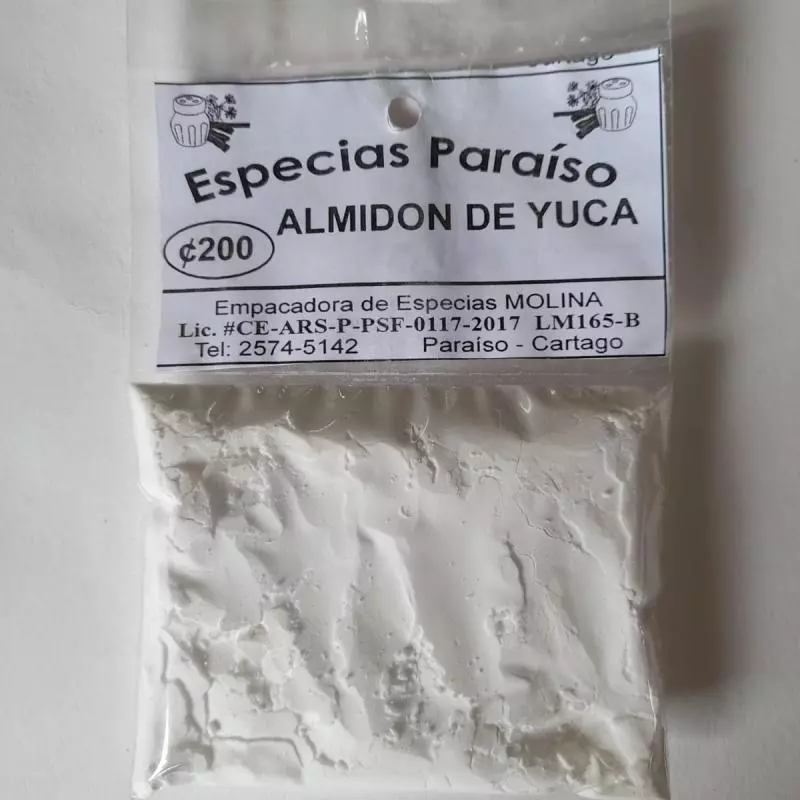 Cartago
Especias Paraíso
ALMIDON DE YUCA
¢200
Empacadora de Especias MOLINA
Lic. #CE-ARS-P-PSF-0117-2017 LM165-B
Tel: 2574-5142 Paraíso - Cartago